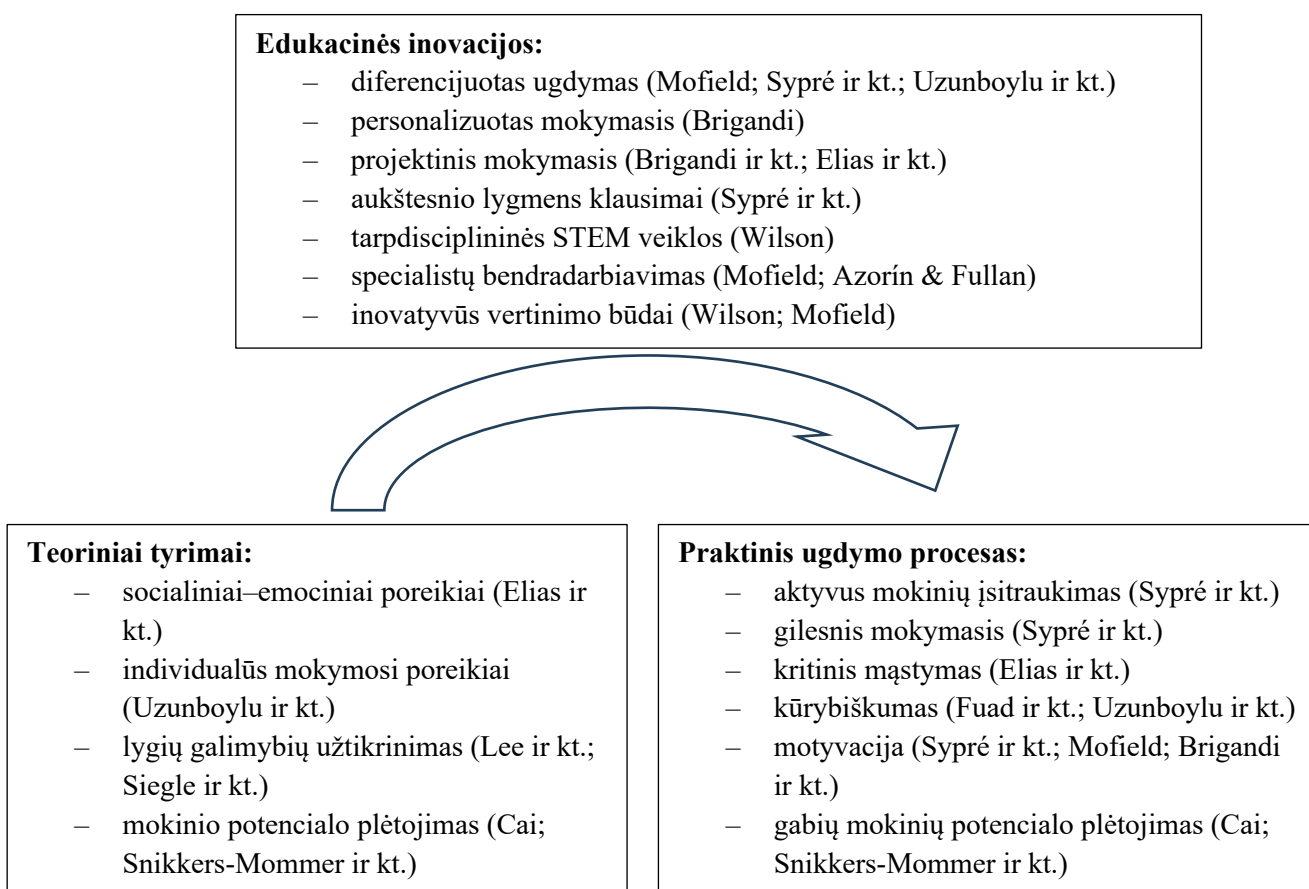 Edukacinės inovacijos:
– diferencijuotas ugdymas (Mofield; Sypré ir kt.; Uzunboylu ir kt.)
– personalizuotas mokymasis (Brigandi)
– projektinis mokymasis (Brigandi ir kt.; Elias ir kt.)
– aukštesnio lygmens klausimai (Sypré ir kt.)
– tarpdisciplininės STEM veiklos (Wilson)
– specialistų bendradarbiavimas (Mofield; Azorín & Fullan)
– inovatyvūs vertinimo būdai (Wilson; Mofield)
Teoriniai tyrimai:
– socialiniai–emociniai poreikiai (Elias ir
kt.)
– individualūs mokymosi poreikiai
(Uzunboylu ir kt.)
– lygių galimybių užtikrinimas (Lee ir kt.;
Siegle ir kt.)
– mokinio potencialo plėtojimas (Cai;
Snikkers-Mommer ir kt.)
Praktinis ugdymo procesas:
– aktyvus mokinių įsitraukimas (Sypré ir kt.)
– gilesnis mokymasis (Sypré ir kt.)
– kritinis mąstymas (Elias ir kt.)
– kūrybiškumas (Fuad ir kt.; Uzunboylu ir kt.)
– motyvacija (Sypré ir kt.; Mofield; Brigandi
ir kt.)
– gabių mokinių potencialo plėtojimas (Cai;
Snikkers-Mommer ir kt.)